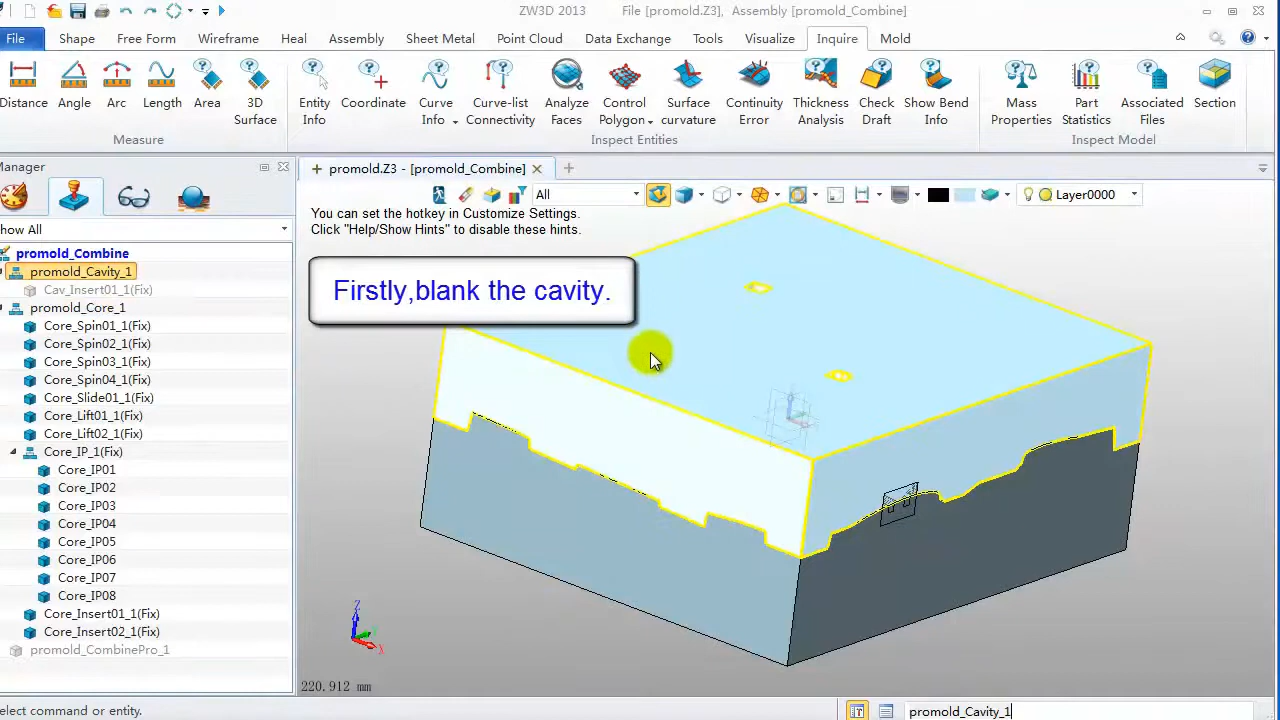 ZW3D 2013 File [promold.Z3], Assembly [promold_Combine]
File Shape Free Form Wireframe Heal Assembly Sheet Metal Point Cloud Data Exchange Tools Visualize Inquire Mold
Distance Angle Arc Length Area 3D Surface Entity Info Coordinate Curve Info Curve-list Connectivity Analyze Faces Control Polygon Surface curvature Continuity Error Thickness Analysis Check Draft Show Bend Info Mass Properties Part Statistics Associated Files Section
Measure Inspect Entities Inspect Model
Manager
promold.Z3 - [promold_Combine]
All
Layer0000
You can set the hotkey in Customize Settings.
Click "Help/Show Hints" to disable these hints.
how All
promold_Combine
promold_Cavity_1
Cav_Insert01_1(Fix)
promold_Core_1
Core_Spin01_1(Fix)
Core_Spin02_1(Fix)
Core_Spin03_1(Fix)
Core_Spin04_1(Fix)
Core_Slide01_1(Fix)
Core_Lift01_1(Fix)
Core_Lift02_1(Fix)
Core_IP_1(Fix)
Core_IP01
Core_IP02
Core_IP03
Core_IP04
Core_IP05
Core_IP06
Core_IP07
Core_IP08
Core_Insert01_1(Fix)
Core_Insert02_1(Fix)
promold_CombinePro_1
Firstly,blank the cavity.
Z
X
220.912 mm
elect command or entity.
promold_Cavity_1